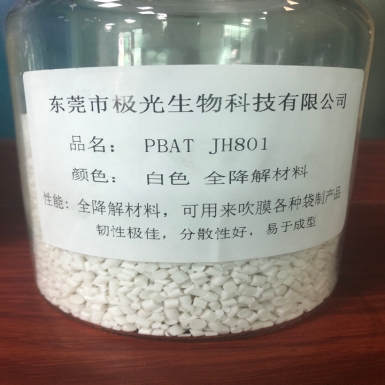 东莞市极光生物科技有限公司
品名： PBAT JH801
颜色： 白色 全降解材料
性能：全降解材料，可用来吹膜各种袋制产品
韧性极佳，分散性好，易于成型